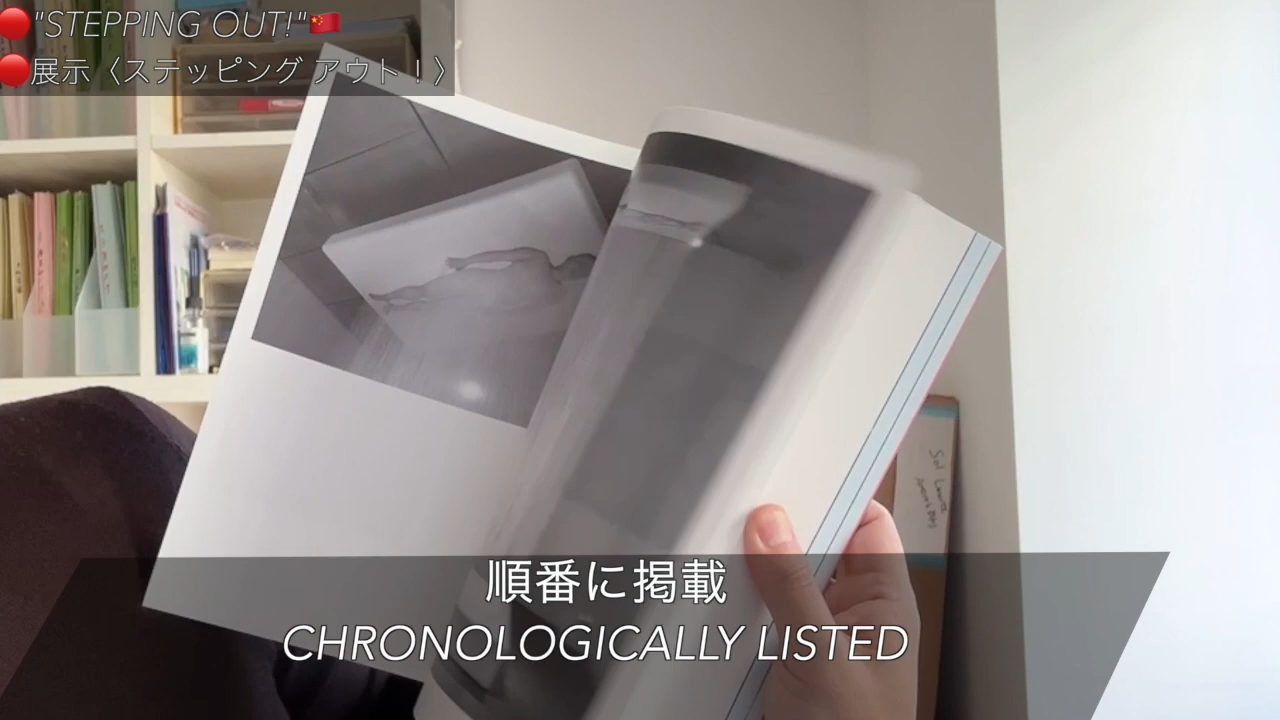 🔴"STEPPING OUT!"🇨🇳
🔴展示〈ステッピング アウト！〉
順番に掲載
CHRONOLOGICALLY LISTED
Sol